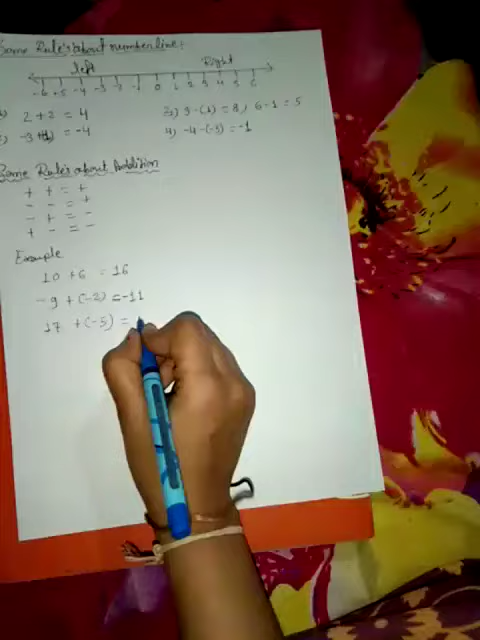 Some Rule's about numberline:
left Right
-6 -5 -4 -3 -2 -1 0 1 2 3 4 5 6
2 + 2 = 4
3) 9 - (1) = 8, 6 - 1 = 5
= -4
4) -4 - (-3) = -1
Some Rule's about Addition
+ + = +
- - = +
- + = -
+ - = -
Example
10 + 6 = 16
-9 + (-2) = -11
17 + (-5) =